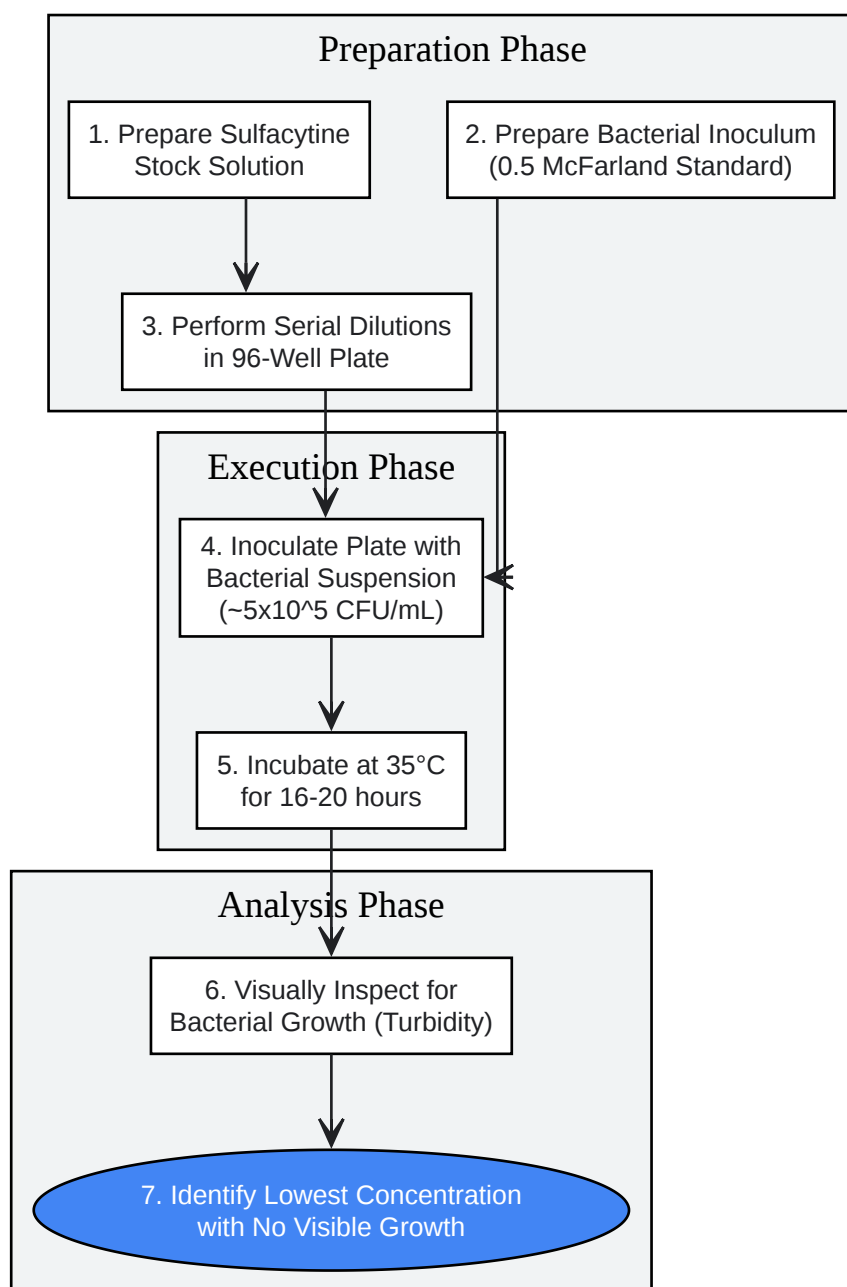 Preparation Phase
1. Prepare Sulfacytine
Stock Solution
2. Prepare Bacterial Inoculum
(0.5 McFarland Standard)
3. Perform Serial Dilutions
in 96-Well Plate
Execution Phase
4. Inoculate Plate with
Bacterial Suspension
(~5x10^5 CFU/mL)
5. Incubate at 35°C
for 16-20 hours
Analysis Phase
6. Visually Inspect for
Bacterial Growth (Turbidity)
7. Identify Lowest Concentration
with No Visible Growth